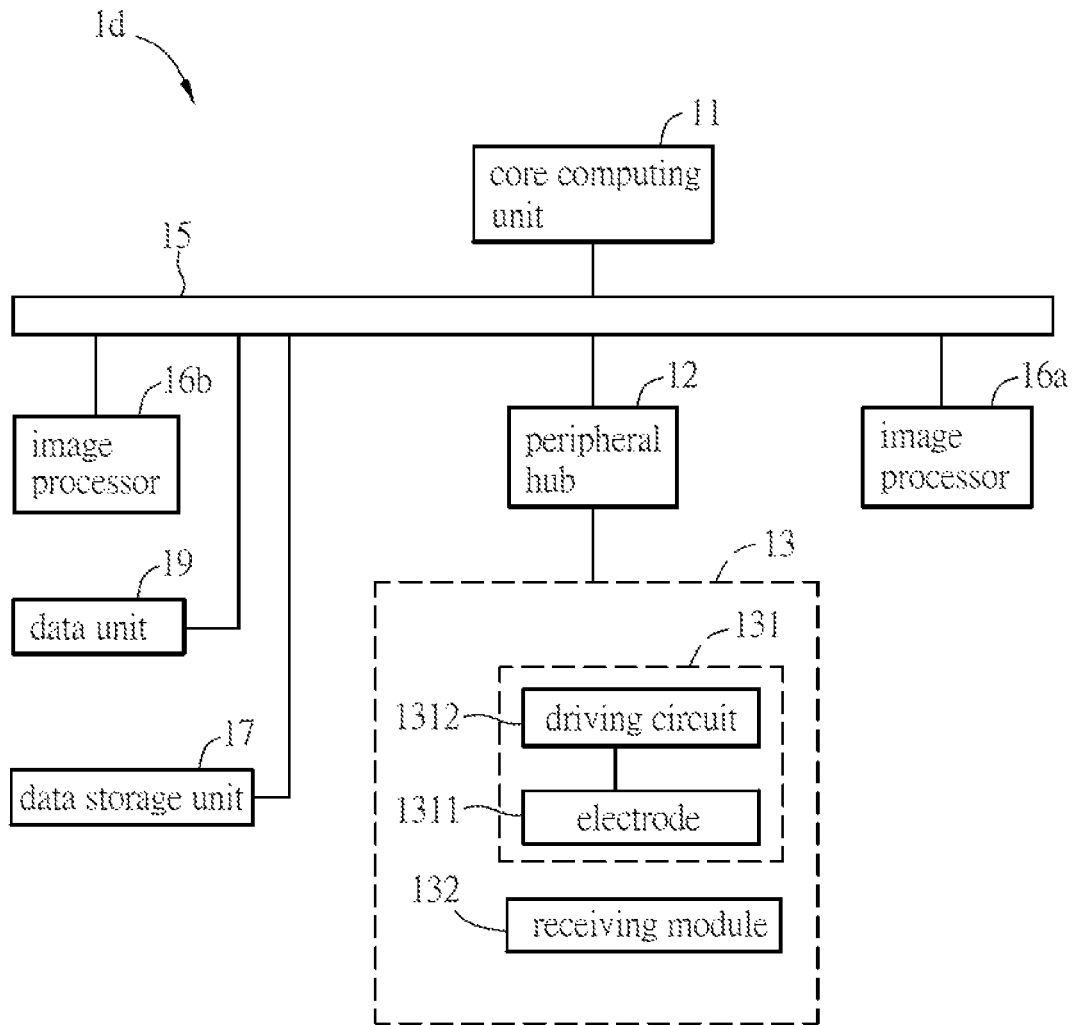 1d
11
core computing
unit
15
16b
12
16a
image
processor
peripheral
hub
image
processor
19
13
data unit
131
1312
driving circuit
17
data storage unit
1311
electrode
132
receiving module